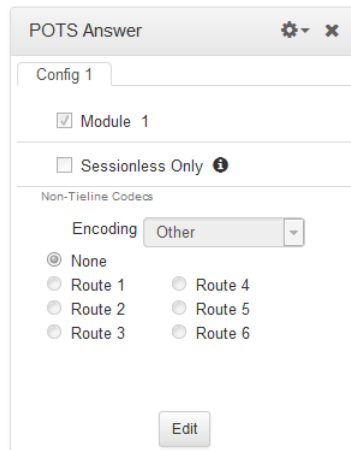 POTS Answer
Config 1
Module 1
Sessionless Only
Non-Tieline Codecs
Encoding Other
None
Route 1 Route 4
Route 2 Route 5
Route 3 Route 6
Edit